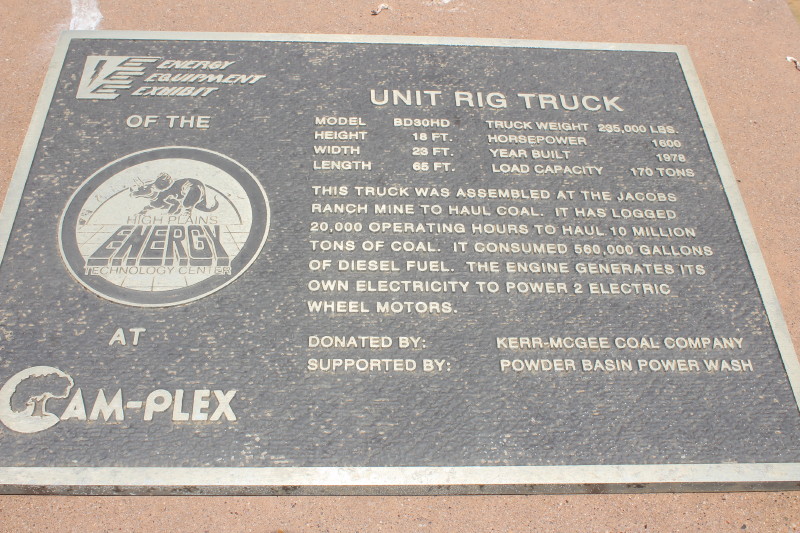 ENERGY
EQUIPMENT
EXHIBIT
OF THE
HIGH PLAINS
ENERGY
TECHNOLOGY CENTER
AT
CAM-PLEX
UNIT RIG TRUCK
MODEL BD30HD TRUCK WEIGHT 235,000 LBS.
HEIGHT 18 FT. HORSEPOWER 1600
WIDTH 23 FT. YEAR BUILT 1978
LENGTH 65 FT. LOAD CAPACITY 170 TONS
THIS TRUCK WAS ASSEMBLED AT THE JACOBS
RANCH MINE TO HAUL COAL. IT HAS LOGGED
20,000 OPERATING HOURS TO HAUL 10 MILLION
TONS OF COAL. IT CONSUMED 560,000 GALLONS
OF DIESEL FUEL. THE ENGINE GENERATES ITS
OWN ELECTRICITY TO POWER 2 ELECTRIC
WHEEL MOTORS.
DONATED BY: KERR-MCGEE COAL COMPANY
SUPPORTED BY: POWDER BASIN POWER WASH